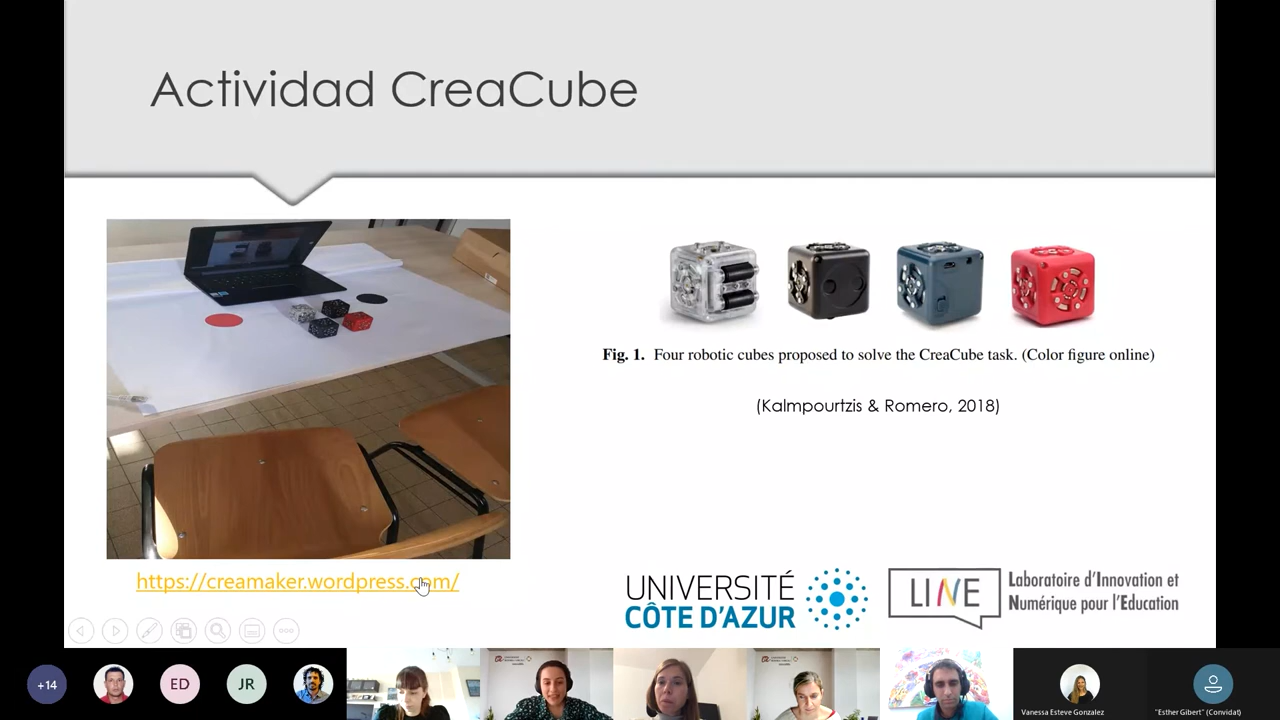 Actividad CreaCube
Fig. 1. Four robotic cubes proposed to solve the CreaCube task. (Color figure online)
(Kalmpourtzis & Romero, 2018)
https://creamaker.wordpress.com/
UNIVERSITÉ
CÔTE D'AZUR
LINE
Laboratoire d'Innovation et
Numérique pour l'Education
+14
ED
JR
Vanessa Esteve Gonzalez
"Esther Gibert" (Convidat)